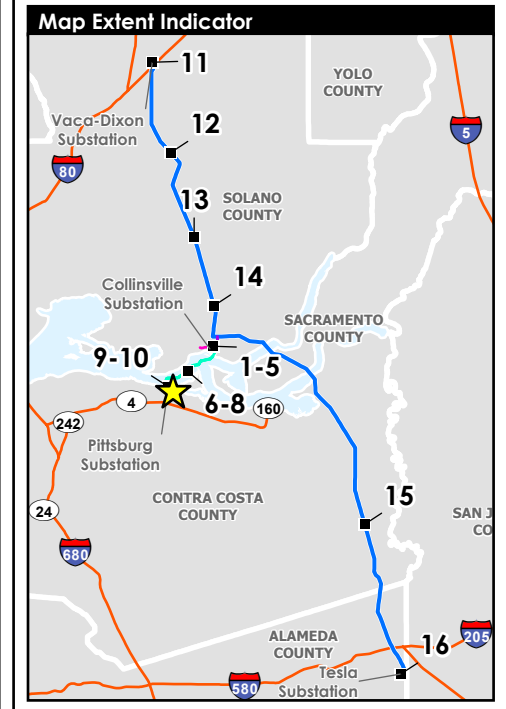 Map Extent Indicator
11
YOLO
COUNTY
Vaca-Dixon
Substation
12
5
80
13
SOLANO
COUNTY
Collinsville
Substation
14
SACRAMENTO
COUNTY
9-10
1-5
4
6-8
160
242
Pittsburg
Substation
24
CONTRA COSTA
COUNTY
15
SAN J
CO
680
ALAMEDA
COUNTY
16
205
Tesla
Substation
580